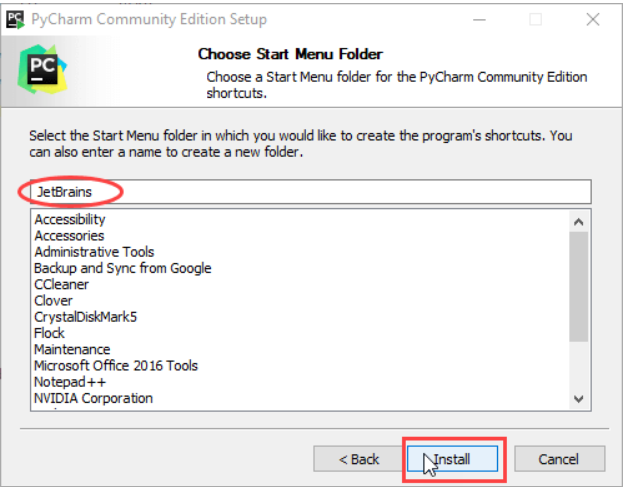 PC PyCharm Community Edition Setup
PC
Choose Start Menu Folder
Choose a Start Menu folder for the PyCharm Community Edition
shortcuts.
Select the Start Menu folder in which you would like to create the program's shortcuts. You
can also enter a name to create a new folder.
JetBrains
Accessibility
Accessories
Administrative Tools
Backup and Sync from Google
CCleaner
Clover
CrystalDiskMark5
Flock
Maintenance
Microsoft Office 2016 Tools
Notepad++
NVIDIA Corporation
< Back Install Cancel